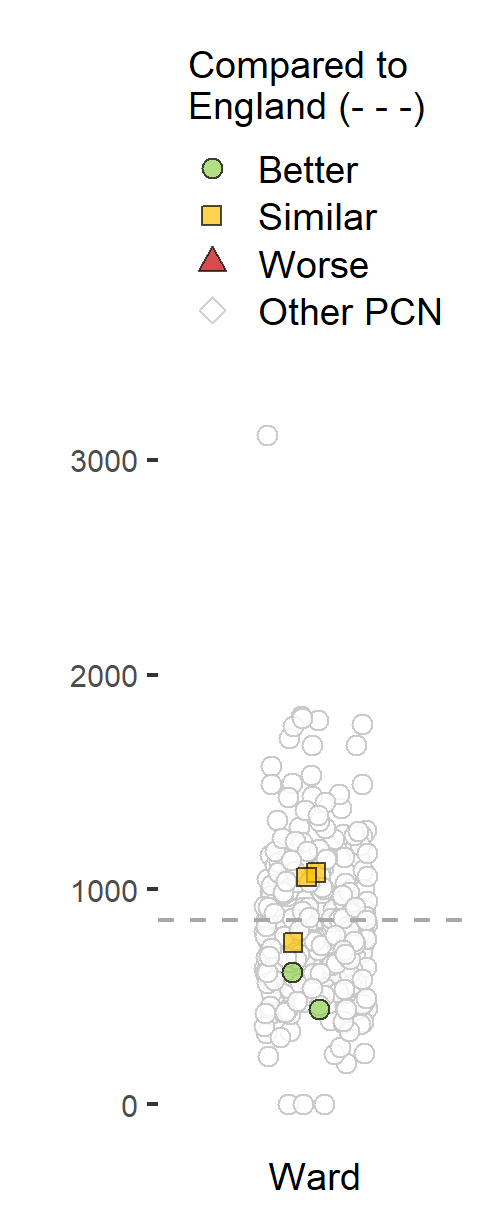 Compared to
England (- - -)
Better
Similar
Worse
Other PCN
3000
2000
1000
0
Ward